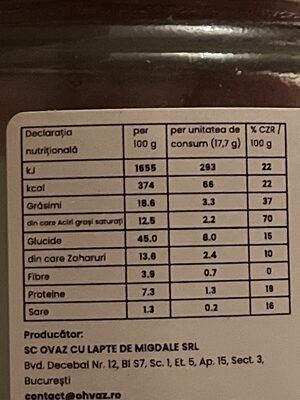 Declarația nutrițională per 100 g per unitatea de consum (17,7 g) % CZR / 100 g
kJ 1555 293 22
kcal 374 66 22
Grăsimi 18.6 3.3 37
din care Acizi grași saturați 12.5 2.2 70
Glucide 45.0 8.0 15
din care Zaharuri 13.6 2.4 10
Fibre 3.9 0.7 0
Proteine 7.3 1.3 19
Sare 1.3 0.2 16
Producător:
SC OVAZ CU LAPTE DE MIGDALE SRL
Bvd. Decebal Nr. 12, Bl S7, Sc. 1, Et. 5, Ap. 15, Sect. 3,
București
contact@ohvaz.ro